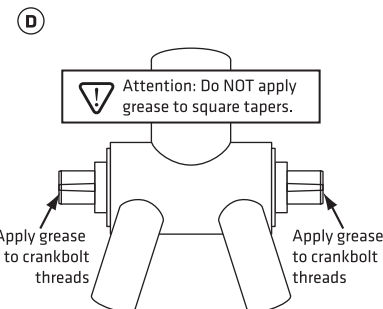 D
Attention: Do NOT apply
grease to square tapers.
Apply grease
to crankbolt
threads
Apply grease
to crankbolt
threads